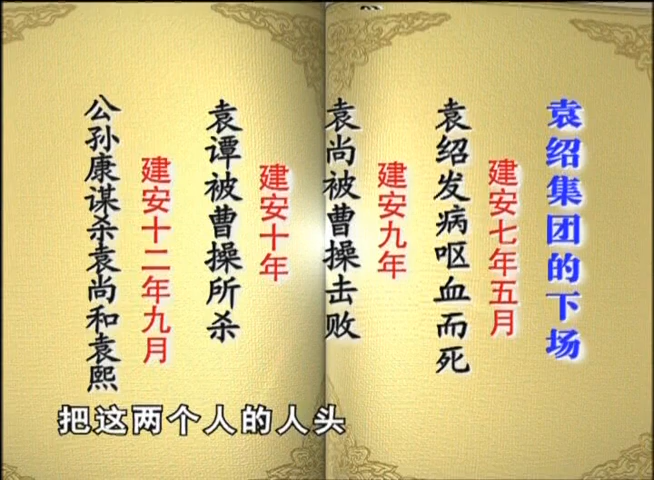 袁绍集团的下场
建安七年五月
袁绍发病呕血而死
建安九年
袁尚被曹操击败
建安十年
袁谭被曹操所杀
建安十二年九月
公孙康谋杀袁尚和袁熙
把这两个人的人头